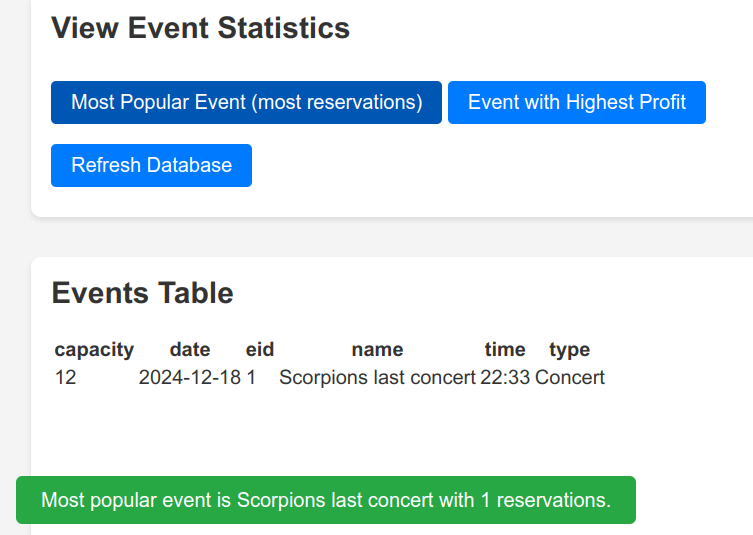 View Event Statistics
Most Popular Event (most reservations) Event with Highest Profit
Refresh Database
Events Table
capacity date eid name time type
12 2024-12-18 1 Scorpions last concert 22:33 Concert
Most popular event is Scorpions last concert with 1 reservations.